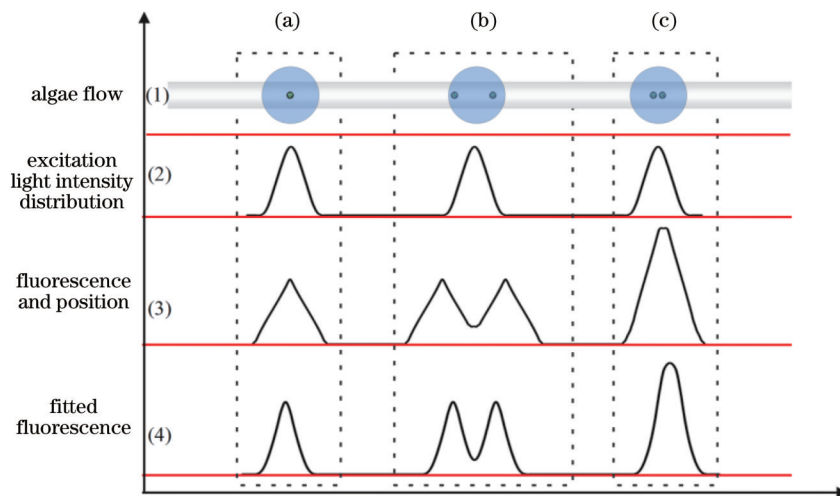 (a)
(b)
(c)
algae flow
(1)
excitation
light intensity
distribution
(2)
fluorescence
and position
(3)
fitted
fluorescence
(4)